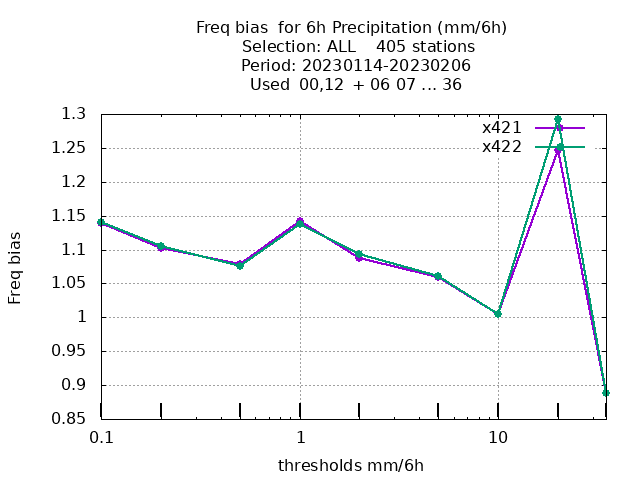 Freq bias  for 6h Precipitation (mm/6h)
Selection: ALL    405 stations
Period: 20230114-20230206
Used  00,12  + 06 07 ... 36
1.3
1.25
1.2
1.15
1.1
1.05
1
0.95
0.9
0.85
Freq bias
x421
x422
0.1 1 10
thresholds mm/6h